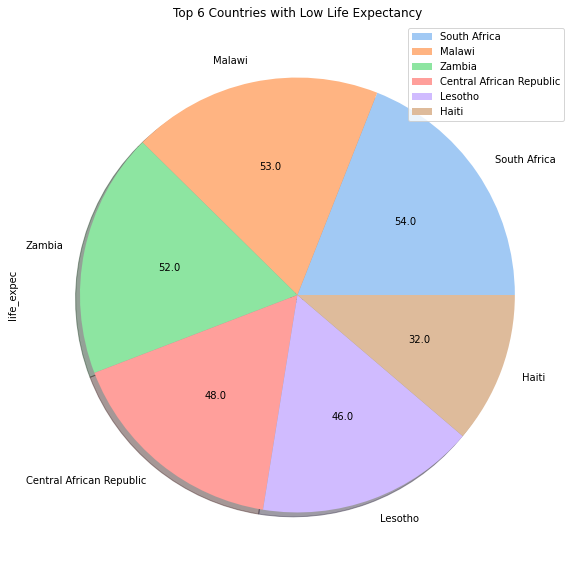 Top 6 Countries with Low Life Expectancy
South Africa
Malawi
Zambia
Central African Republic
Lesotho
Haiti
Malawi
South Africa
53.0
54.0
Zambia
52.0
life_expec
32.0
Haiti
48.0
46.0
Central African Republic
Lesotho